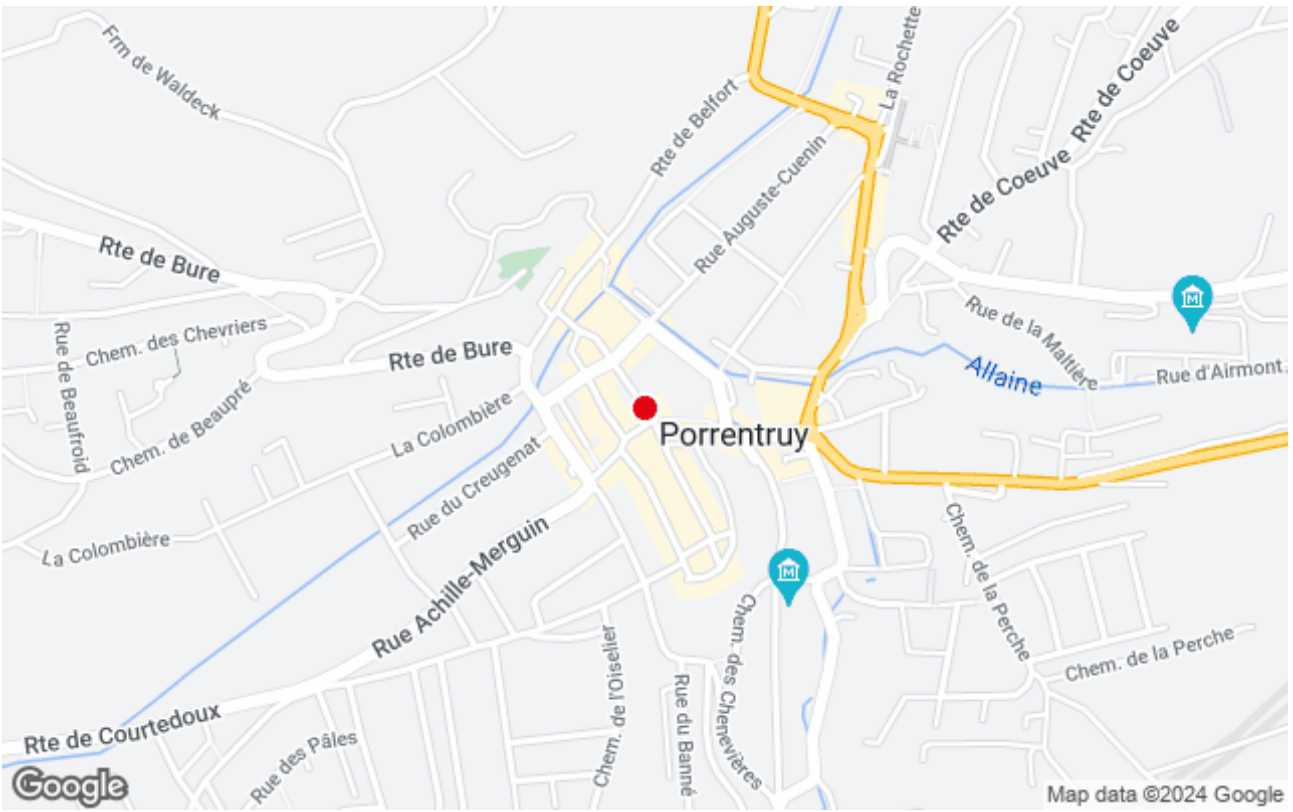 Frm de Waldeck
Rte de Belfort
La Rochette
Rte de Coeuve
Rte de Coeuve
Rue Auguste-Cuenin
Rte de Bure
Chem. des Chevriers
Rue de Beaufroid
Rte de Bure
Chem. de Beaupré
La Colombière
Rue de la Maltière
M
Allaine
Rue d'Airmont
Porrentruy
Rue du Creugenat
La Colombière
Rue Achille-Merguin
Chem. de la Perche
M
Chem. des Chenevières
Chem. de l'Oiselier
Rue du Banné
Chem. de la Perche
Rte de Courtedoux
Rue des Pâles
Google
Map data ©2024 Google